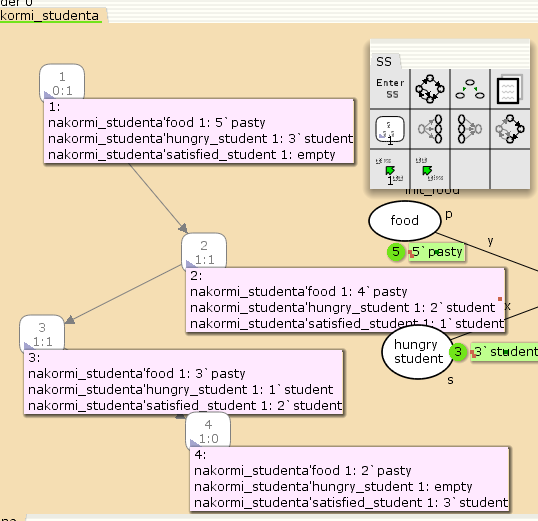 der 0
kormi_studenta
SS
Enter
SS
1
0:1
1:
nakormi_studenta'food 1: 5`pasty
nakormi_studenta'hungry_student 1: 3`student
nakormi_studenta'satisfied_student 1: empty
init_food
food
p
y
5
5`pasty
2
1:1
2:
nakormi_studenta'food 1: 4`pasty
nakormi_studenta'hungry_student 1: 2`student
nakormi_studenta'satisfied_student 1: 1`student
x
hungry
student
3
3`student
s
3
1:1
3:
nakormi_studenta'food 1: 3`pasty
nakormi_studenta'hungry_student 1: 1`student
nakormi_studenta'satisfied_student 1: 2`student
4
1:0
4:
nakormi_studenta'food 1: 2`pasty
nakormi_studenta'hungry_student 1: empty
nakormi_studenta'satisfied_student 1: 3`student